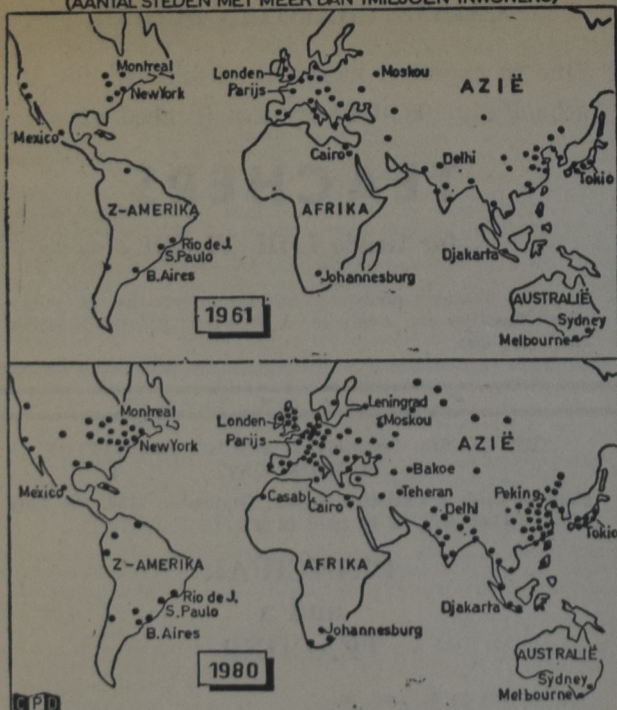 (AANTAL STEDEN MET MEER DAN 1 MILJOEN INWONERS)
Montreal
New York
Mexico
Londen
Parijs
Moskou
AZIË
Cairo
Delhi
Tokio
Z-AMERIKA
AFRIKA
Rio de J.
S.Paulo
B.Aires
Djakarta
Johannesburg
1961
AUSTRALIË
Sydney
Melbourne
Montreal
New York
Mexico
Londen
Parijs
Leningrad
Moskou
AZIË
Bakoe
Teheran
Peking
Casabl.
Cairo
Delhi
Tokio
Z-AMERIKA
AFRIKA
Rio de J.
S.Paulo
B.Aires
Djakarta
Johannesburg
1980
AUSTRALIË
Sydney
Melbourne
CPD